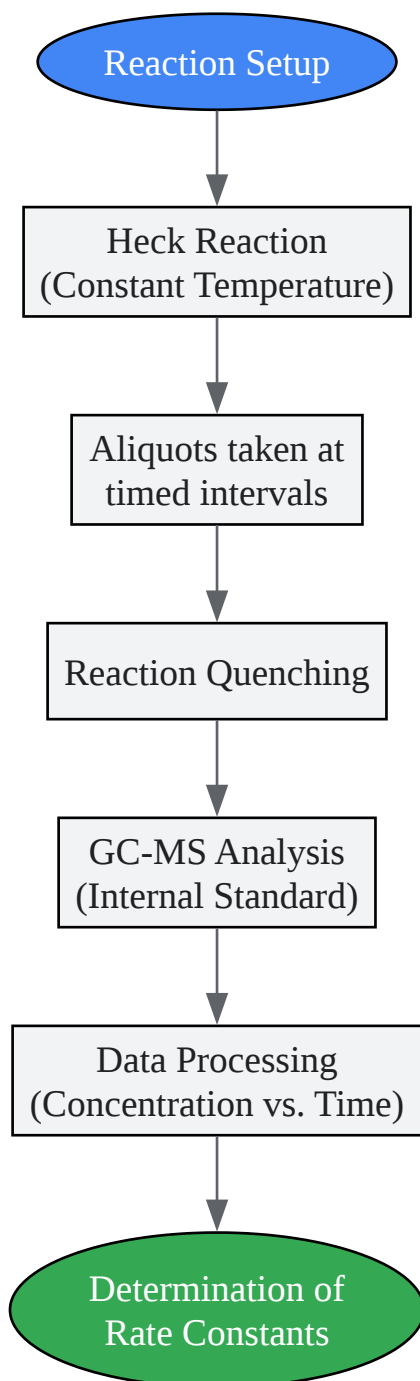 Reaction Setup
Heck Reaction
(Constant Temperature)
Aliquots taken at
timed intervals
Reaction Quenching
GC-MS Analysis
(Internal Standard)
Data Processing
(Concentration vs. Time)
Determination of
Rate Constants